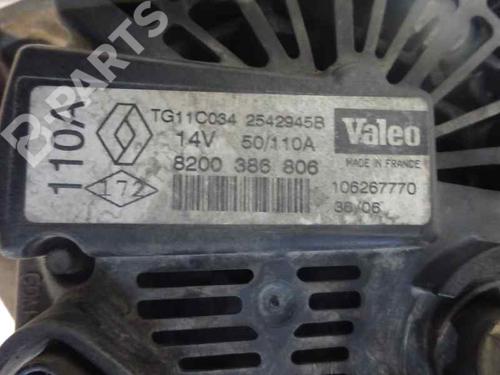 110A
TG11C034 2542945B
14V 50/110A
8200 386 806
172
Valeo
MADE IN FRANCE
106267770
36/06
B-PARTS